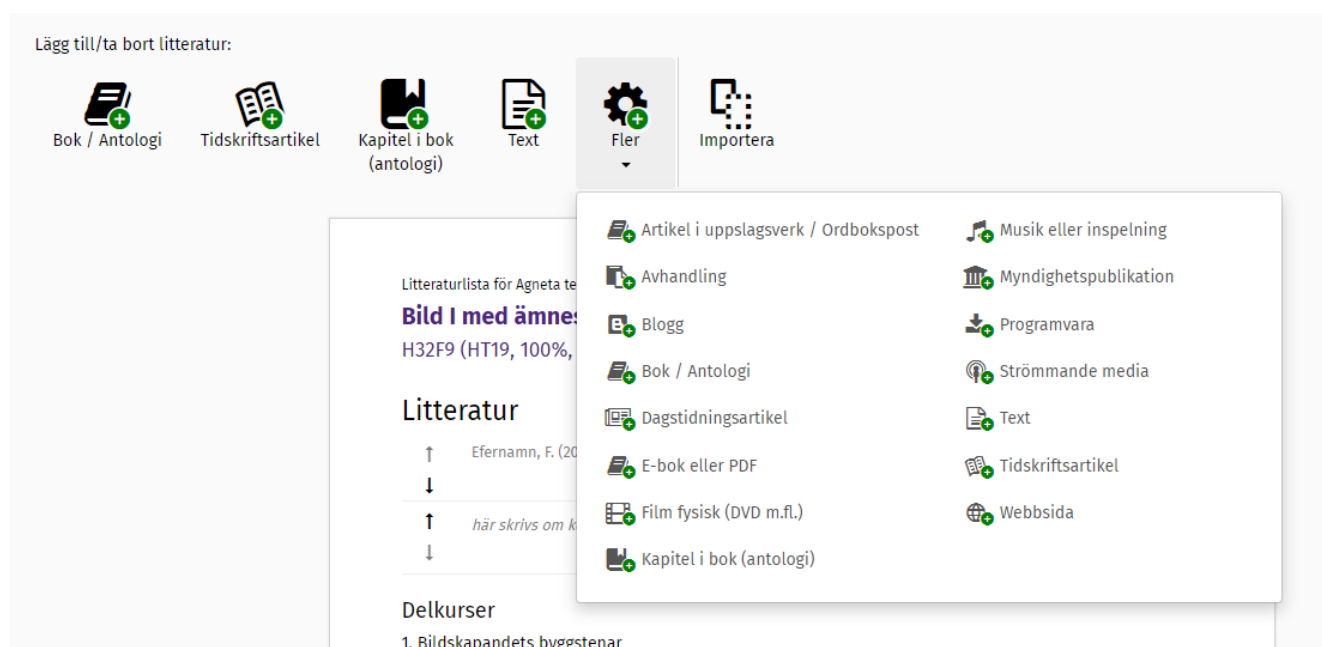 Lägg till/ta bort litteratur:
Bok / Antologi
Tidskriftsartikel
Kapitel i bok
(antologi)
Text
Fler
Importera
Artikel i uppslagsverk / Ordbokspost
Avhandling
Blogg
Bok / Antologi
Dagstidningsartikel
E-bok eller PDF
Film fysisk (DVD m.fl.)
Kapitel i bok (antologi)
Musik eller inspelning
Myndighetspublikation
Programvara
Strömmande media
Text
Tidskriftsartikel
Webbsida
Litteraturlista för Agneta
Bild I med
H32F9 (HT19, 100%,
Litteratur
Efernamn, F.
här skrivs om
Delkurser
1. Bildskapandets byggstenar